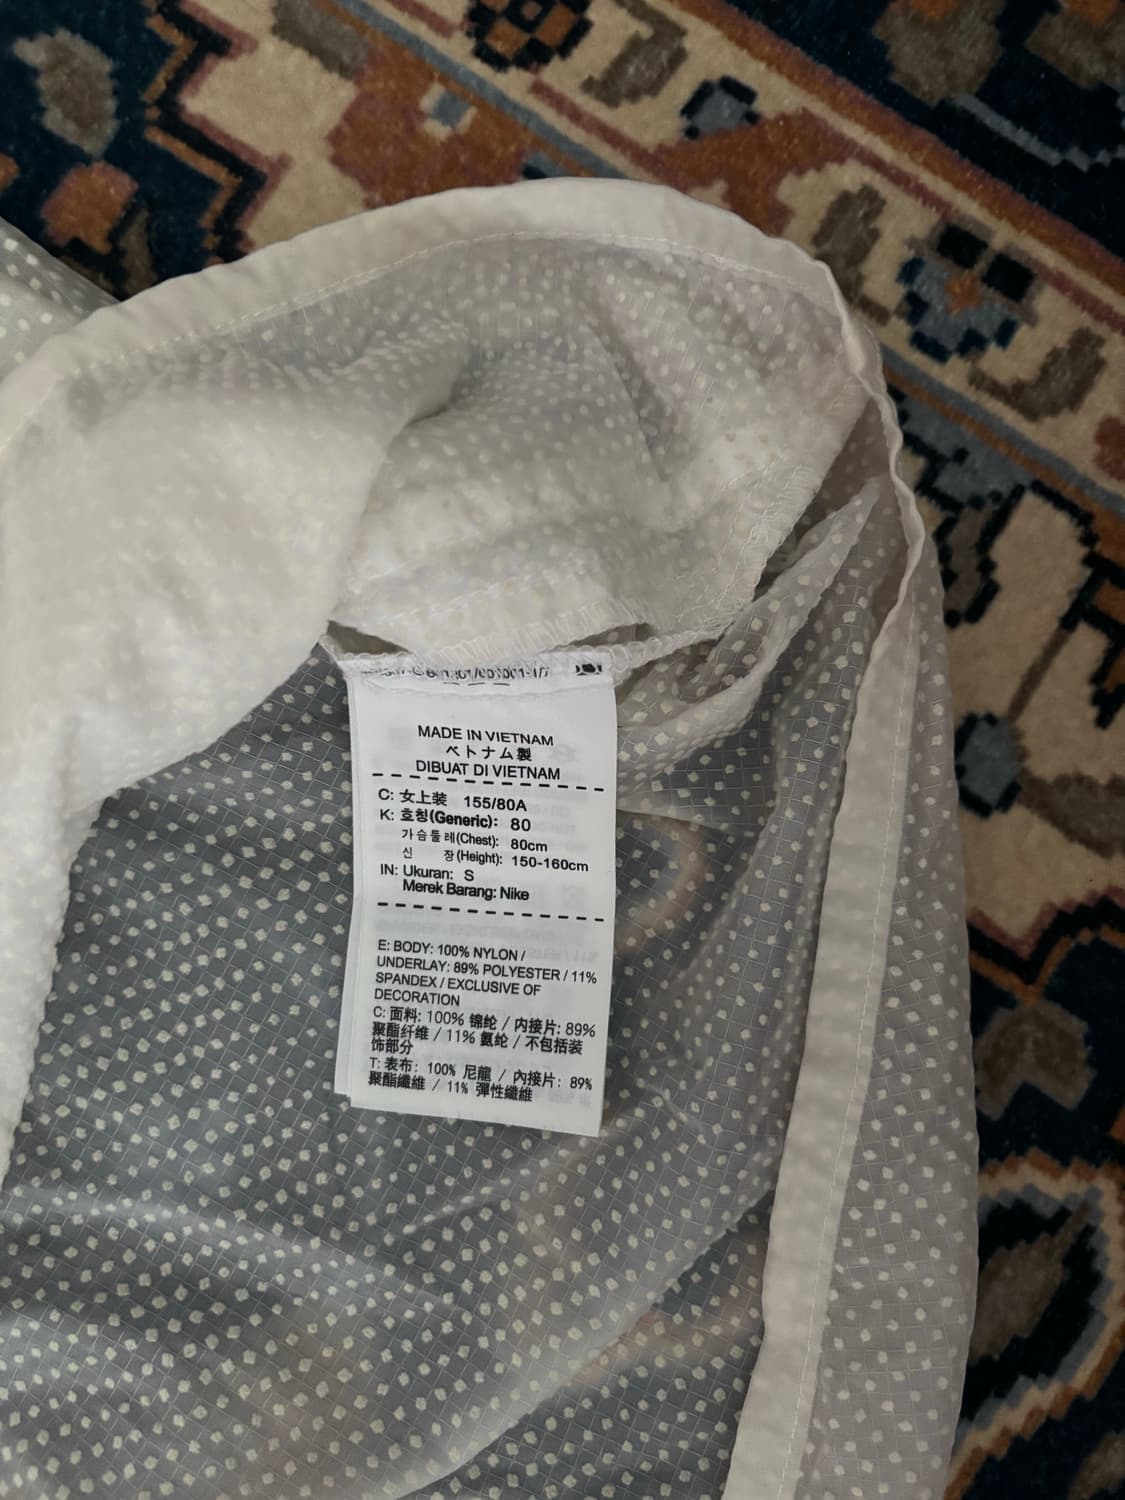 MADE IN VIETNAM
ベトナム製
DIBUAT DI VIETNAM
C: 女上装 155/80A
K: 호칭(Generic): 80
가슴둘레(Chest): 80cm
신 장(Height): 150-160cm
IN: Ukuran: S
Merek Barang: Nike
E: BODY: 100% NYLON /
UNDERLAY: 89% POLYESTER / 11%
SPANDEX / EXCLUSIVE OF
DECORATION
C: 面料: 100% 锦纶 / 内接片: 89%
聚酯纤维 / 11% 氨纶 / 不包括装
饰部分
T: 表布: 100% 尼龍 / 內接片: 89%
聚酯纖維 / 11% 彈性纖維